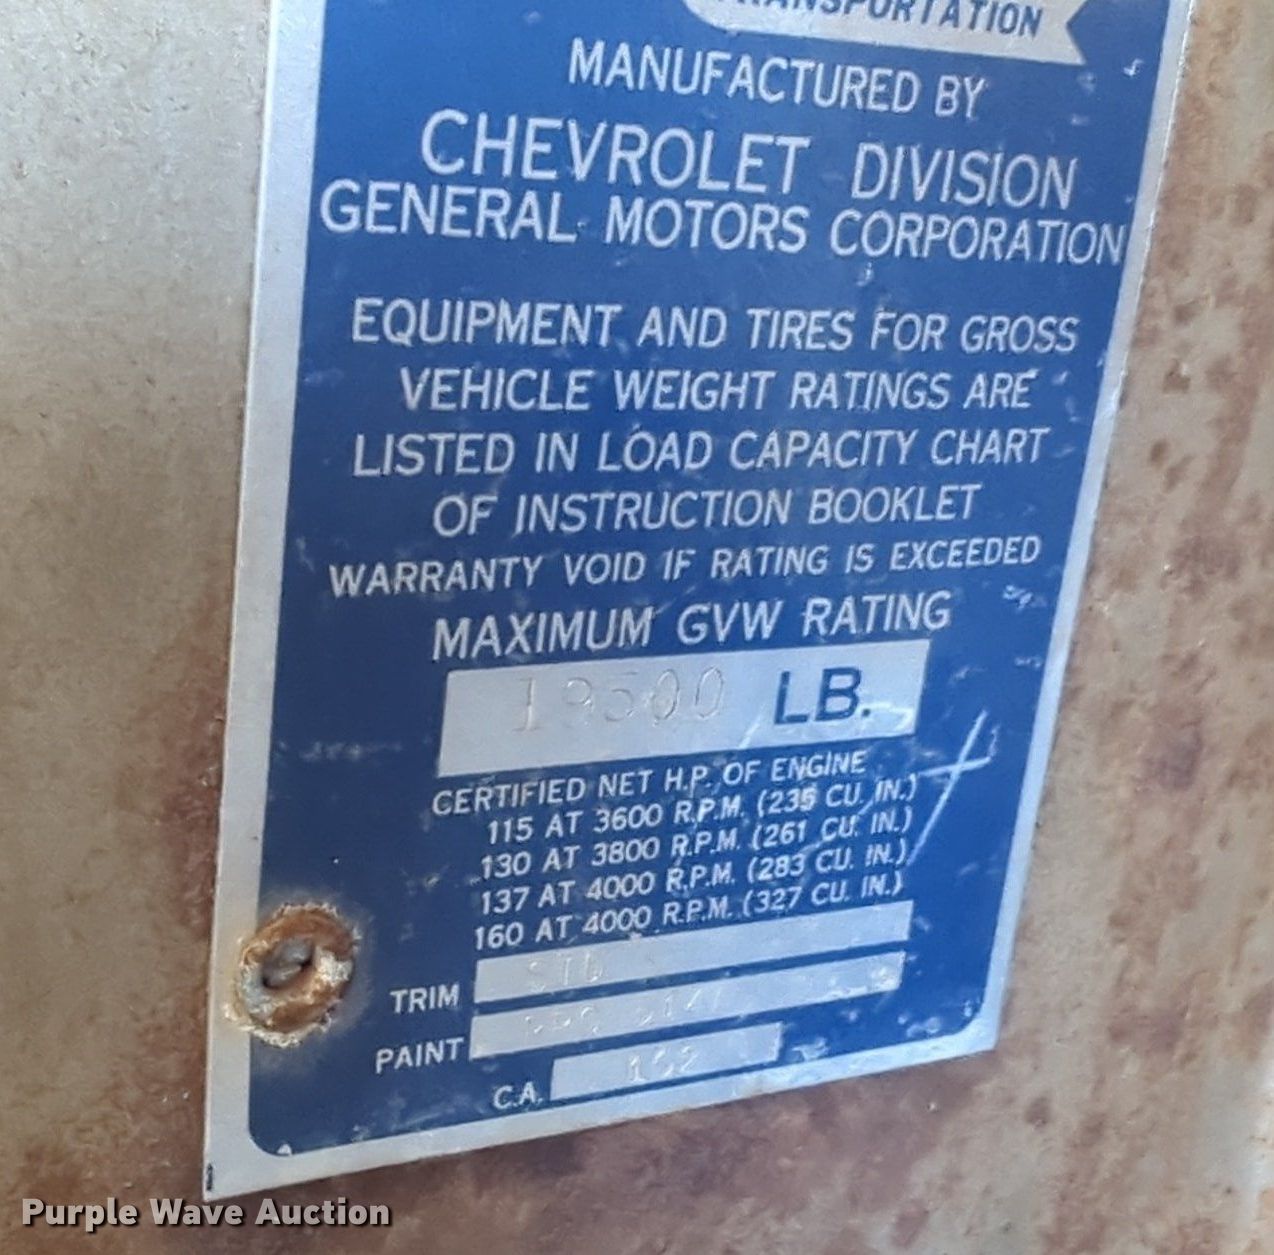 TRANSPORTATION
MANUFACTURED BY
CHEVROLET DIVISION
GENERAL MOTORS CORPORATION
EQUIPMENT AND TIRES FOR GROSS
VEHICLE WEIGHT RATINGS ARE
LISTED IN LOAD CAPACITY CHART
OF INSTRUCTION BOOKLET
WARRANTY VOID IF RATING IS EXCEEDED
MAXIMUM GVW RATING
19500 LB.
CERTIFIED NET H.P. OF ENGINE
115 AT 3600 R.P.M. (235 CU. IN.)
130 AT 3800 R.P.M. (261 CU. IN.)
137 AT 4000 R.P.M. (283 CU. IN.)
160 AT 4000 R.P.M. (327 CU. IN.)
TRIM STD
PAINT
C.A.
Purple Wave Auction